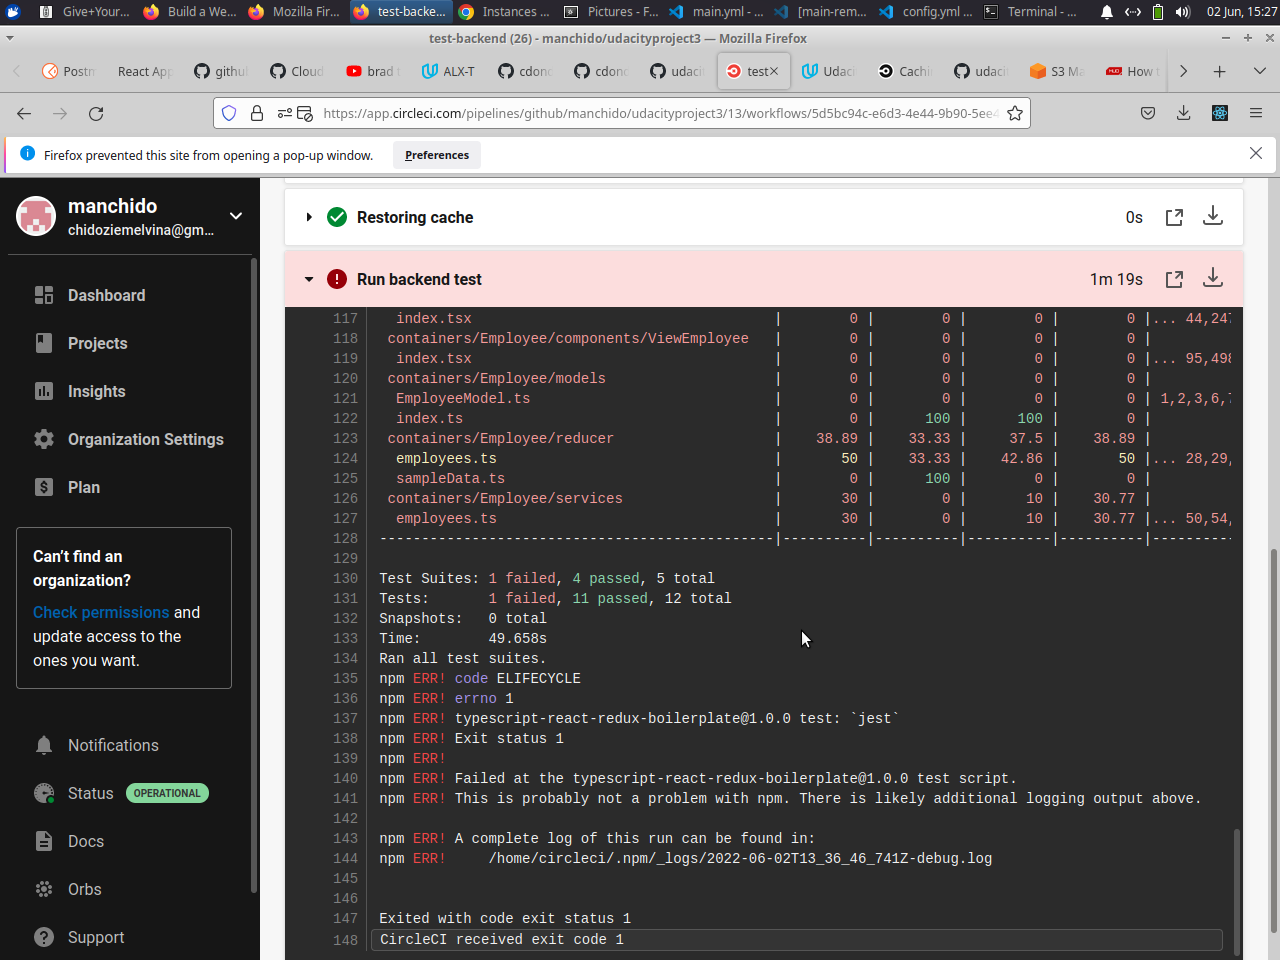 Give+Your... Build a We... Mozilla Fir... test-backe... Instances ... Pictures - F... main.yml - ... [main-rem... config.yml ... Terminal - ... 02 Jun, 15:27
test-backend (26) - manchido/udacityproject3 — Mozilla Firefox
Postm React App githu Cloud brad t ALX-T cdonc cdonc udaci test Udac Cachi udaci S3 Ma How t
https://app.circleci.com/pipelines/github/manchido/udacityproject3/13/workflows/5d5bc94c-e6d3-4e44-9b90-5ee4
Firefox prevented this site from opening a pop-up window. Preferences
manchido
chidoziemelvina@gm...
Dashboard
Projects
Insights
Organization Settings
$ Plan
Can't find an
organization?
Check permissions and
update access to the
ones you want.
Notifications
Status OPERATIONAL
Docs
Orbs
? Support
Restoring cache 0s
! Run backend test 1m 19s
117 index.tsx | 0 | 0 | 0 | 0 |... 44,247
118 containers/Employee/components/ViewEmployee | 0 | 0 | 0 | 0 |
119 index.tsx | 0 | 0 | 0 | 0 |... 95,498
120 containers/Employee/models | 0 | 0 | 0 | 0 |
121 EmployeeModel.ts | 0 | 0 | 0 | 0 | 1,2,3,6,7
122 index.ts | 0 | 100 | 100 | 0 |
123 containers/Employee/reducer | 38.89 | 33.33 | 37.5 | 38.89 |
124 employees.ts | 50 | 33.33 | 42.86 | 50 |... 28,29,
125 sampleData.ts | 0 | 100 | 0 | 0 |
126 containers/Employee/services | 30 | 0 | 10 | 30.77 |
127 employees.ts | 30 | 0 | 10 | 30.77 |... 50,54,
128 --------------------------------------------------|----------|----------|----------|----------|----------
129
130 Test Suites: 1 failed, 4 passed, 5 total
131 Tests: 1 failed, 11 passed, 12 total
132 Snapshots: 0 total
133 Time: 49.658s
134 Ran all test suites.
135 npm ERR! code ELIFECYCLE
136 npm ERR! errno 1
137 npm ERR! typescript-react-redux-boilerplate@1.0.0 test: `jest`
138 npm ERR! Exit status 1
139 npm ERR!
140 npm ERR! Failed at the typescript-react-redux-boilerplate@1.0.0 test script.
141 npm ERR! This is probably not a problem with npm. There is likely additional logging output above.
142
143 npm ERR! A complete log of this run can be found in:
144 npm ERR! /home/circleci/.npm/_logs/2022-06-02T13_36_46_741Z-debug.log
145
146
147 Exited with code exit status 1
148 CircleCI received exit code 1